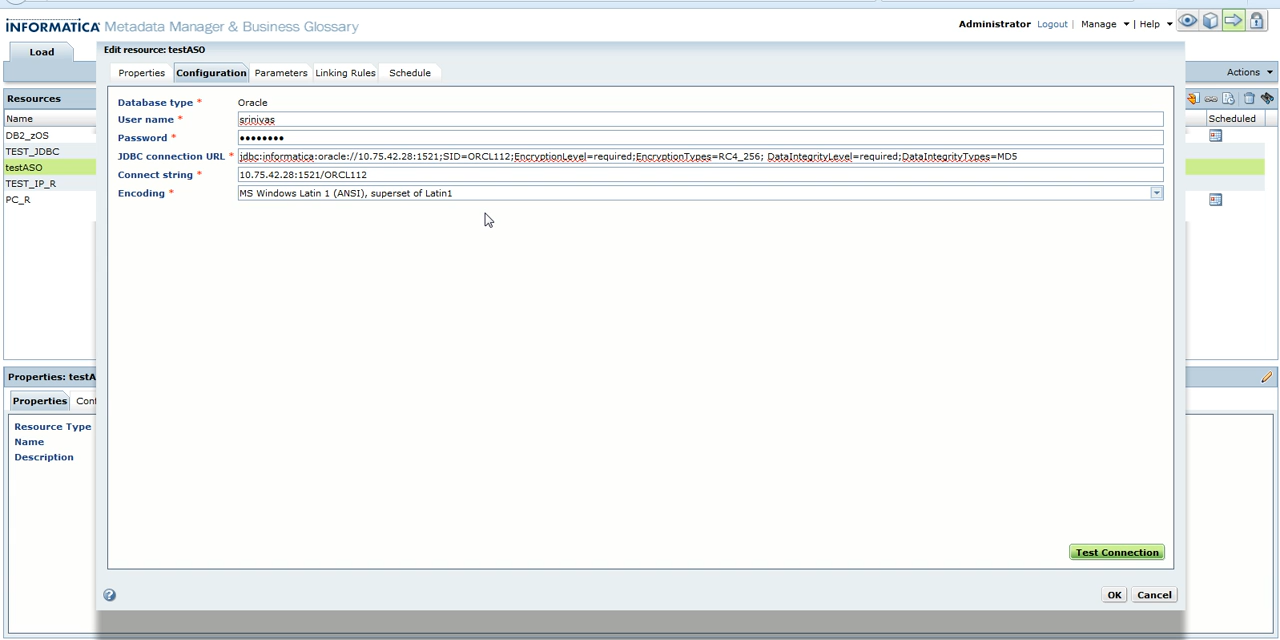 INFORMATICA Metadata Manager & Business Glossary
Administrator Logout | Manage | Help
Load
Edit resource: testASO
Properties Configuration Parameters Linking Rules Schedule
Actions
Resources
Name
Scheduled
DB2_zOS
TEST_JDBC
testASO
TEST_IP_R
PC_R
Database type * Oracle
User name * srinivas
Password * ●●●●●●●●
JDBC connection URL * jdbc:informatica:oracle://10.75.42.28:1521;SID=ORCL112;EncryptionLevel=required;EncryptionTypes=RC4_256; DataIntegrityLevel=required;DataIntegrityTypes=MD5
Connect string * 10.75.42.28:1521/ORCL112
Encoding * MS Windows Latin 1 (ANSI), superset of Latin1
Properties: testA
Properties Conf
Resource Type
Name
Description
Test Connection
? OK Cancel